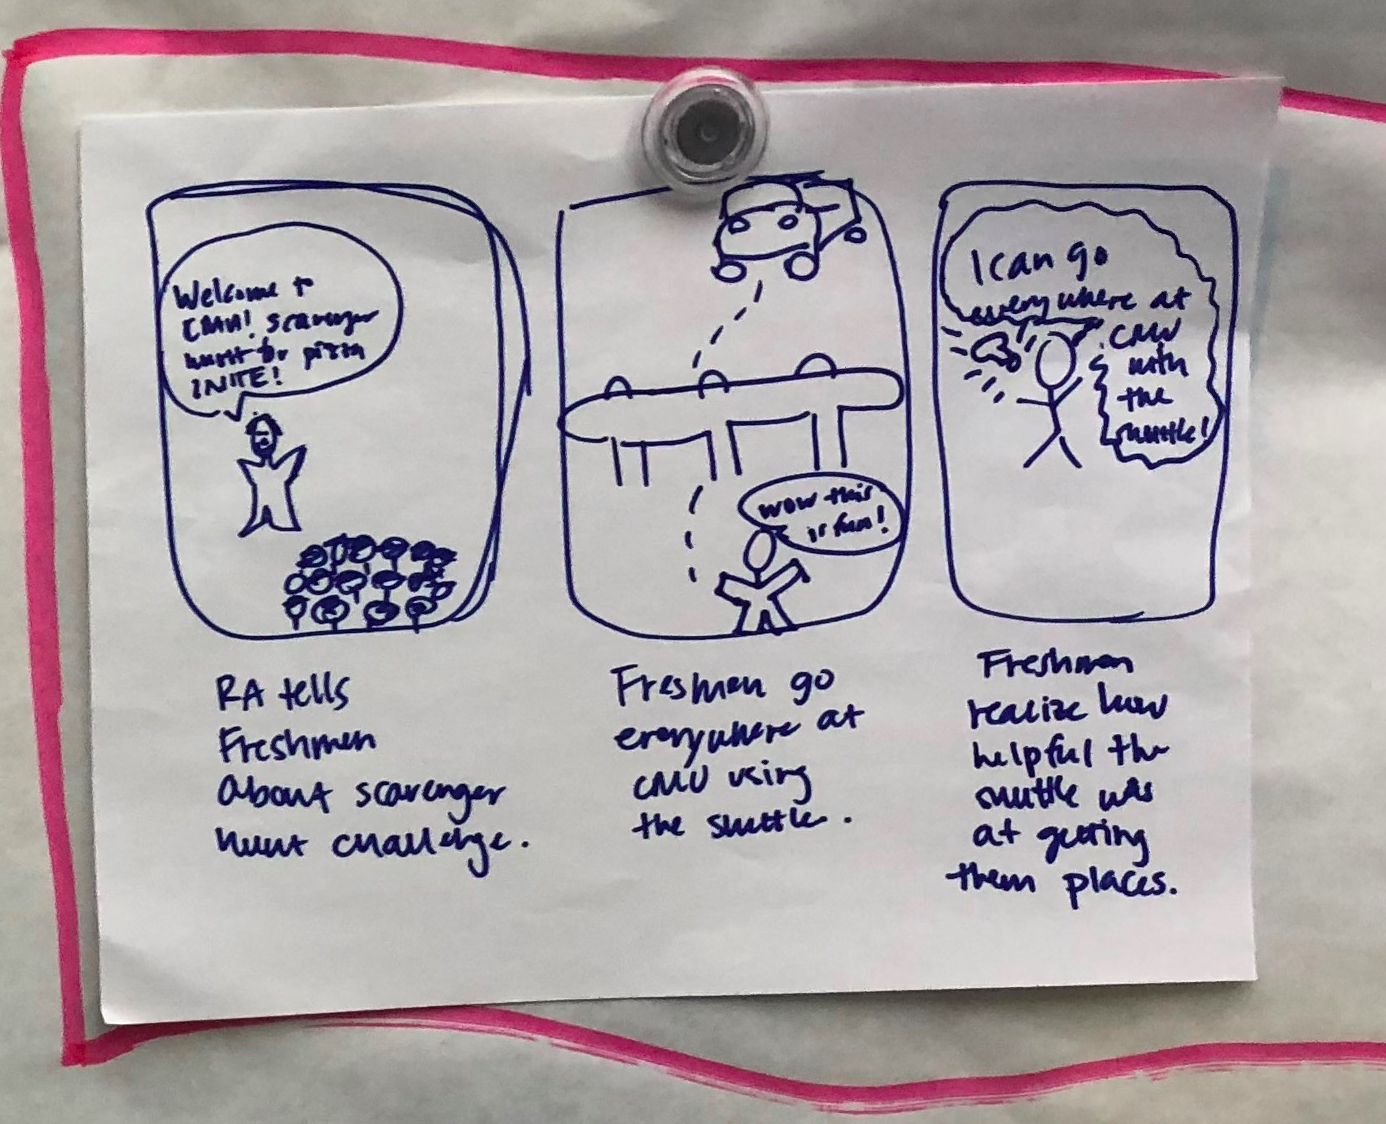 Welcome to
CMU! scavenger
hunt for pizza
2NITE!
RA tells
Freshmen
About scavenger
hunt challenge.
wow this
is fun!
Freshmen go
everywhere at
CMU using
the shuttle.
I can go
everywhere at
CMU
with
the
shuttle!
Freshmen
realize how
helpful the
shuttle was
at getting
them places.